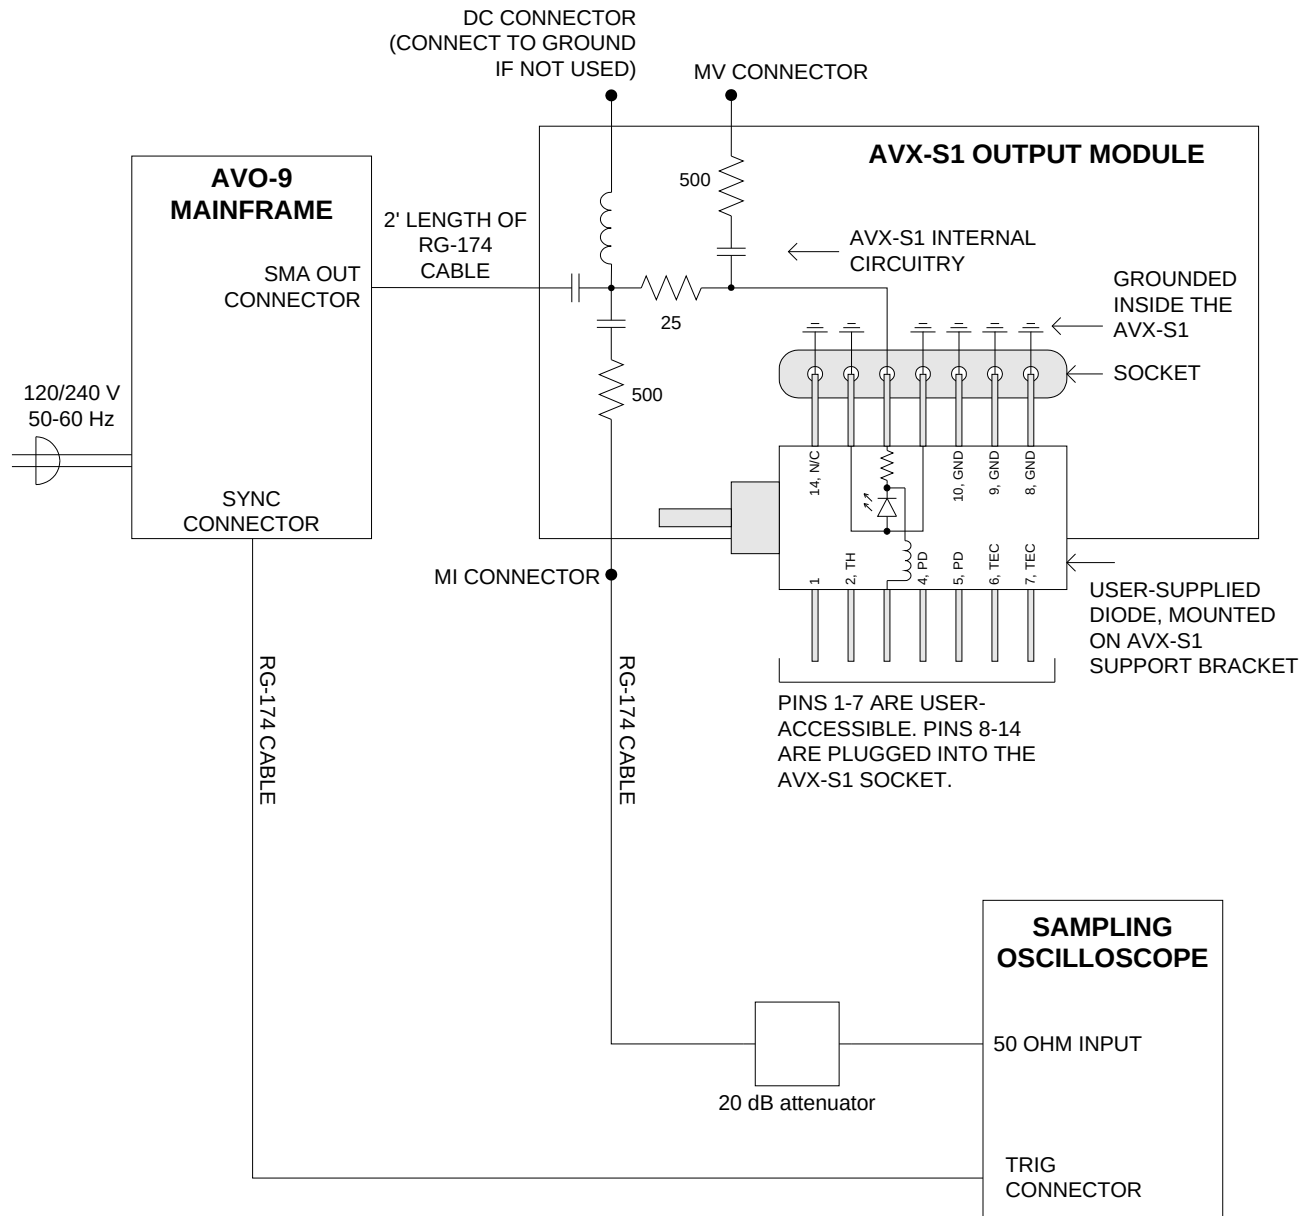 DC CONNECTOR
(CONNECT TO GROUND
IF NOT USED)
MV CONNECTOR
AVX-S1 OUTPUT MODULE
AVO-9
MAINFRAME
500
2' LENGTH OF
RG-174
CABLE
AVX-S1 INTERNAL
CIRCUITRY
SMA OUT
CONNECTOR
GROUNDED
INSIDE THE
AVX-S1
25
SOCKET
120/240 V
50-60 Hz
500
14, N/C
10, GND
9, GND
8, GND
SYNC
CONNECTOR
MI CONNECTOR
1
2, TH
4, PD
5, PD
6, TEC
7, TEC
USER-SUPPLIED
DIODE, MOUNTED
ON AVX-S1
SUPPORT BRACKET
RG-174 CABLE
RG-174 CABLE
PINS 1-7 ARE USER-
ACCESSIBLE. PINS 8-14
ARE PLUGGED INTO THE
AVX-S1 SOCKET.
SAMPLING
OSCILLOSCOPE
50 OHM INPUT
20 dB attenuator
TRIG
CONNECTOR